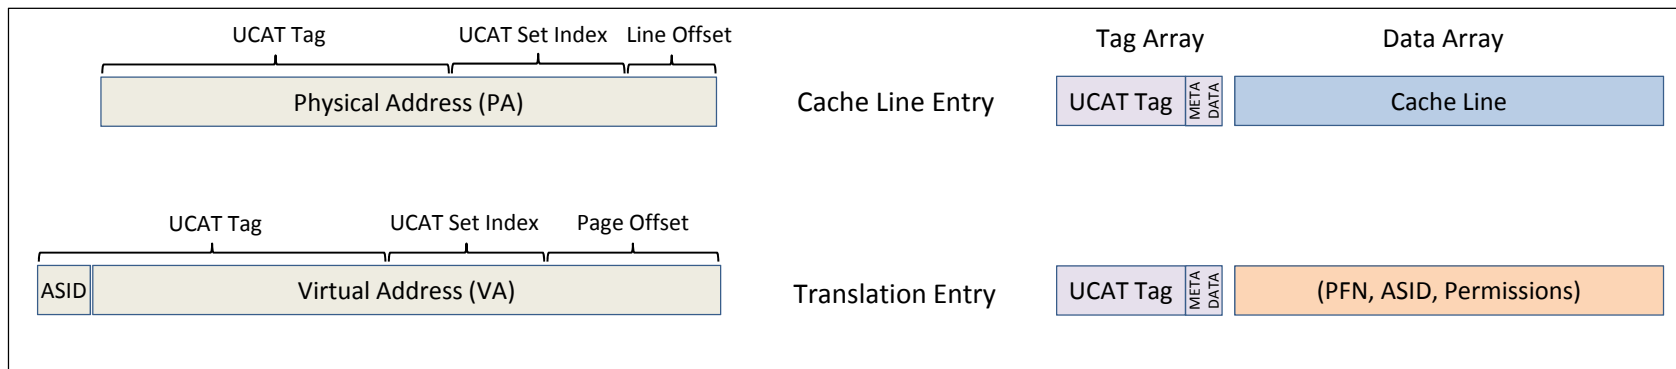 UCAT Tag UCAT Set Index Line Offset Tag Array Data Array
Physical Address (PA) Cache Line Entry UCAT Tag META DATA Cache Line
UCAT Tag UCAT Set Index Page Offset
ASID Virtual Address (VA) Translation Entry UCAT Tag META DATA (PFN, ASID, Permissions)